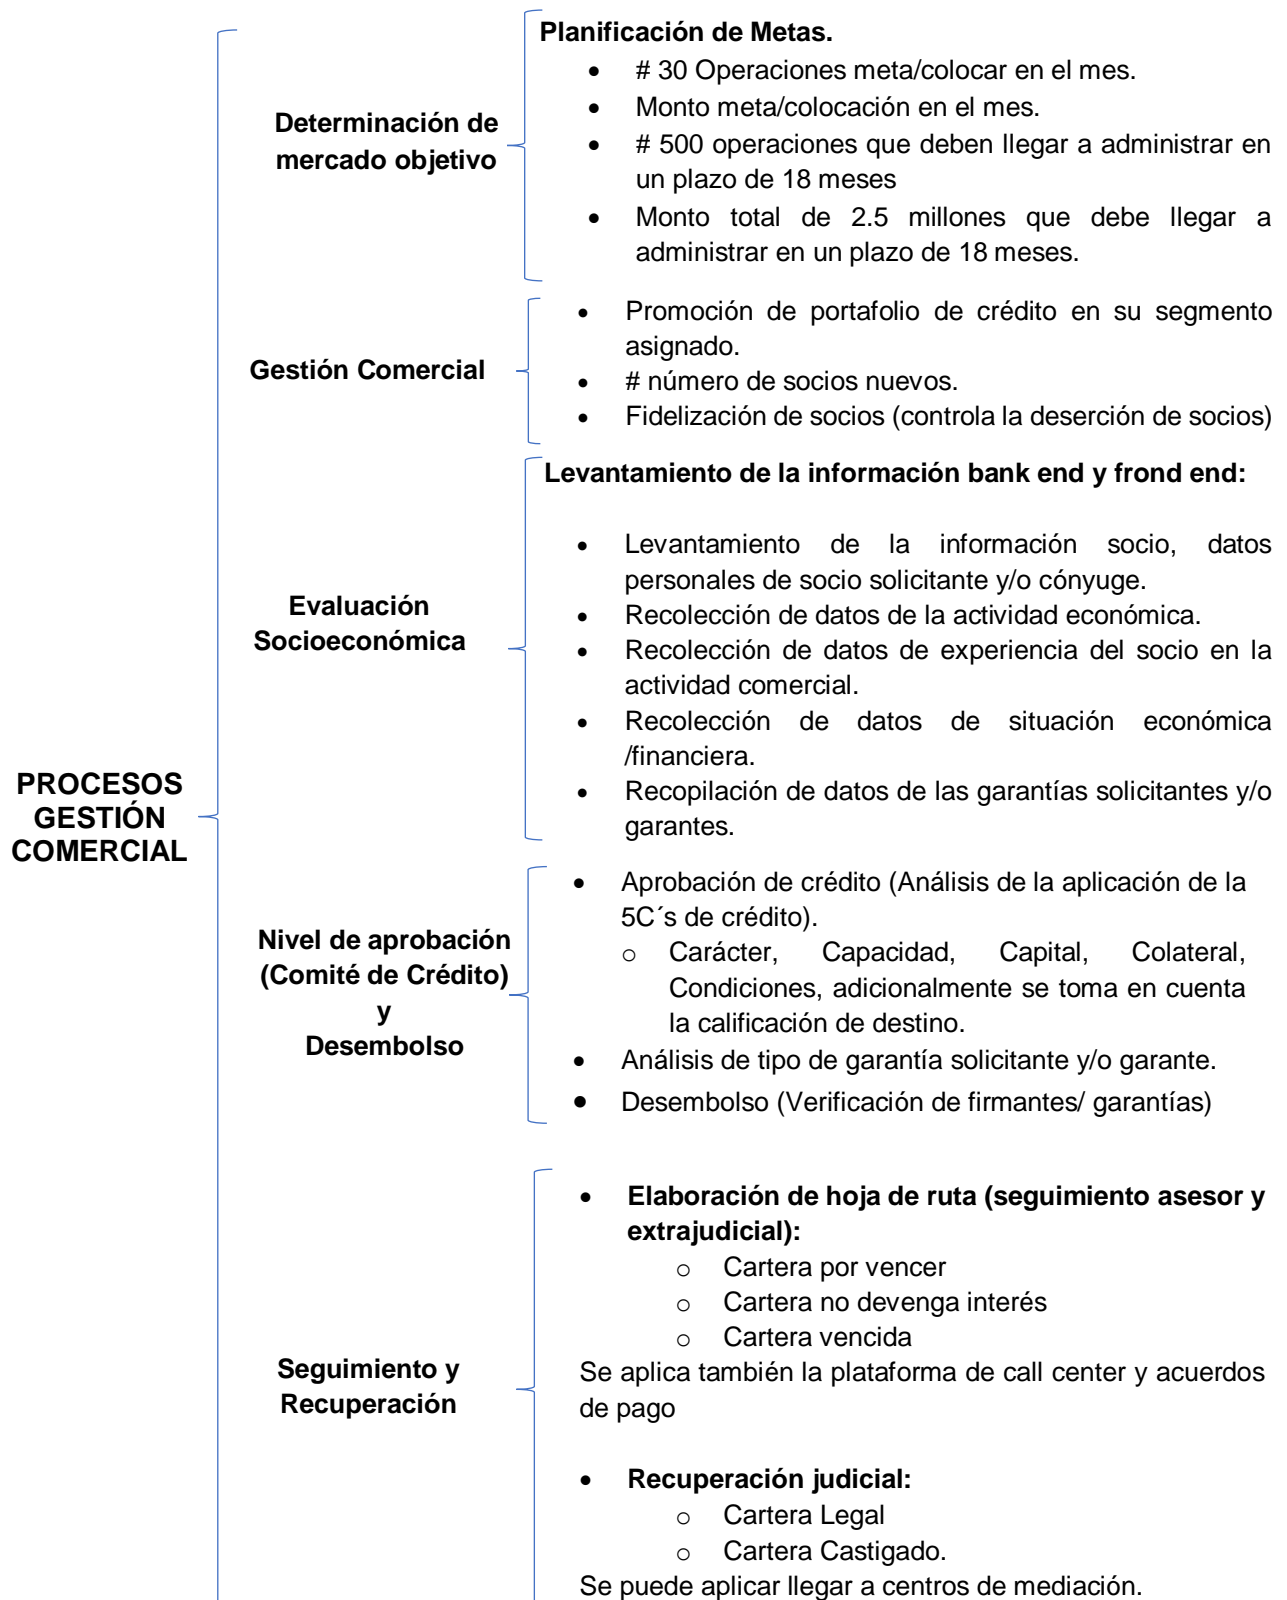 PROCESOS
GESTIÓN
COMERCIAL
Determinación de
mercado objetivo
Planificación de Metas.
• # 30 Operaciones meta/colocar en el mes.
• Monto meta/colocación en el mes.
• # 500 operaciones que deben llegar a administrar en
un plazo de 18 meses
• Monto total de 2.5 millones que debe llegar a
administrar en un plazo de 18 meses.
Gestión Comercial
• Promoción de portafolio de crédito en su segmento
asignado.
• # número de socios nuevos.
• Fidelización de socios (controla la deserción de socios)
Evaluación
Socioeconómica
Levantamiento de la información bank end y frond end:
• Levantamiento de la información socio, datos
personales de socio solicitante y/o cónyuge.
• Recolección de datos de la actividad económica.
• Recolección de datos de experiencia del socio en la
actividad comercial.
• Recolección de datos de situación económica
/financiera.
• Recopilación de datos de las garantías solicitantes y/o
garantes.
Nivel de aprobación
(Comité de Crédito)
y
Desembolso
• Aprobación de crédito (Análisis de la aplicación de la
5C´s de crédito).
o Carácter, Capacidad, Capital, Colateral,
Condiciones, adicionalmente se toma en cuenta
la calificación de destino.
• Análisis de tipo de garantía solicitante y/o garante.
• Desembolso (Verificación de firmantes/ garantías)
Seguimiento y
Recuperación
• Elaboración de hoja de ruta (seguimiento asesor y
extrajudicial):
o Cartera por vencer
o Cartera no devenga interés
o Cartera vencida
Se aplica también la plataforma de call center y acuerdos
de pago
• Recuperación judicial:
o Cartera Legal
o Cartera Castigado.
Se puede aplicar llegar a centros de mediación.